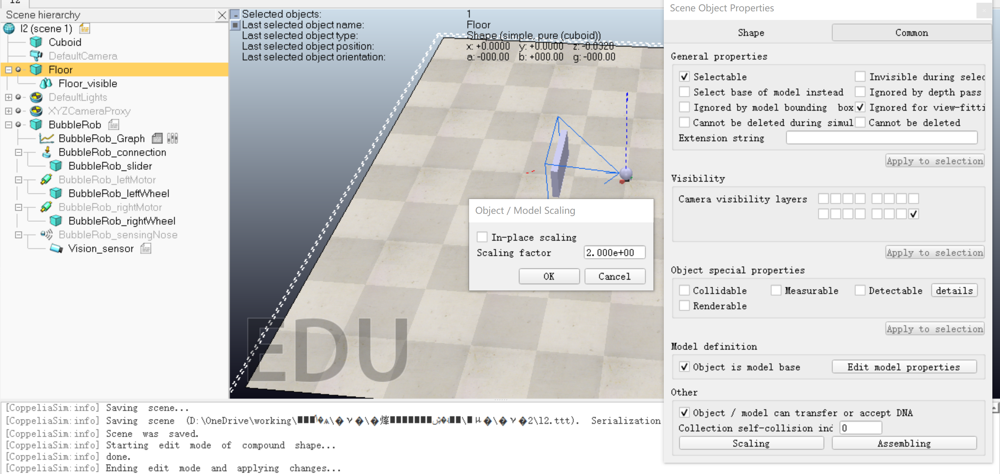 l2
Scene hierarchy
l2 (scene 1)
Cuboid
DefaultCamera
Floor
Floor_visible
DefaultLights
XYZCameraProxy
BubbleRob
BubbleRob_Graph
BubbleRob_connection
BubbleRob_slider
BubbleRob_leftMotor
BubbleRob_leftWheel
BubbleRob_rightMotor
BubbleRob_rightWheel
BubbleRob_sensingNose
Vision_sensor
Selected objects: 1
Last selected object name: Floor
Last selected object type: Shape (simple, pure (cuboid))
Last selected object position: x: +0.0000 y: +0.0000 z: -0.0320
Last selected object orientation: a: -000.00 b: +000.00 g: -000.00
EDU
Object / Model Scaling
In-place scaling
Scaling factor 2.000e+00
OK Cancel
Scene Object Properties
Shape Common
General properties
Selectable Invisible during selec
Select base of model instead Ignored by depth pass
Ignored by model bounding box Ignored for view-fitti
Cannot be deleted during simul Cannot be deleted
Extension string
Apply to selection
Visibility
Camera visibility layers
Apply to selection
Object special properties
Collidable Measurable Detectable details
Renderable
Apply to selection
Model definition
Object is model base Edit model properties
Other
Object / model can transfer or accept DNA
Collection self-collision ind 0
Scaling Assembling
[CoppeliaSim:info] Saving scene...
[CoppeliaSim:info] Saving scene (D:\OneDrive\working\ 2\l2.ttt). Serialization
[CoppeliaSim:info] Scene was saved.
[CoppeliaSim:info] Starting edit mode of compound shape...
[CoppeliaSim:info] done.
[CoppeliaSim:info] Ending edit mode and applying changes...